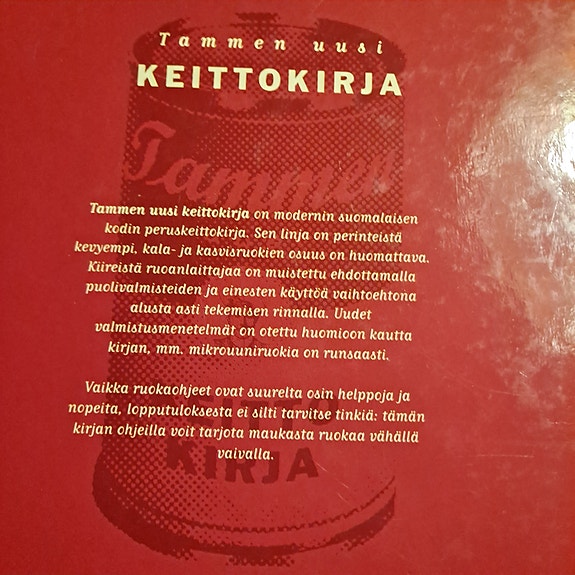 Tammen uusi
KEITTOKIRJA
Tammen
Tammen uusi keittokirja on modernin suomalaisen
kodin peruskeittokirja. Sen linja on perinteistä
kevyempi, kala- ja kasvisruokien osuus on huomattava.
Kiireistä ruoanlaittajaa on muistettu ehdottamalla
puolivalmisteiden ja einesten käyttöä vaihtoehtona
alusta asti tekemisen rinnalla. Uudet
valmistusmenetelmät on otettu huomioon kautta
kirjan, mm. mikrouuniruokia on runsaasti.
Vaikka ruokaohjeet ovat suurelta osin helppoja ja
nopeita, lopputuloksesta ei silti tarvitse tinkiä: tämän
kirjan ohjeilla voit tarjota maukasta ruokaa vähällä
vaivalla.
KIRJA